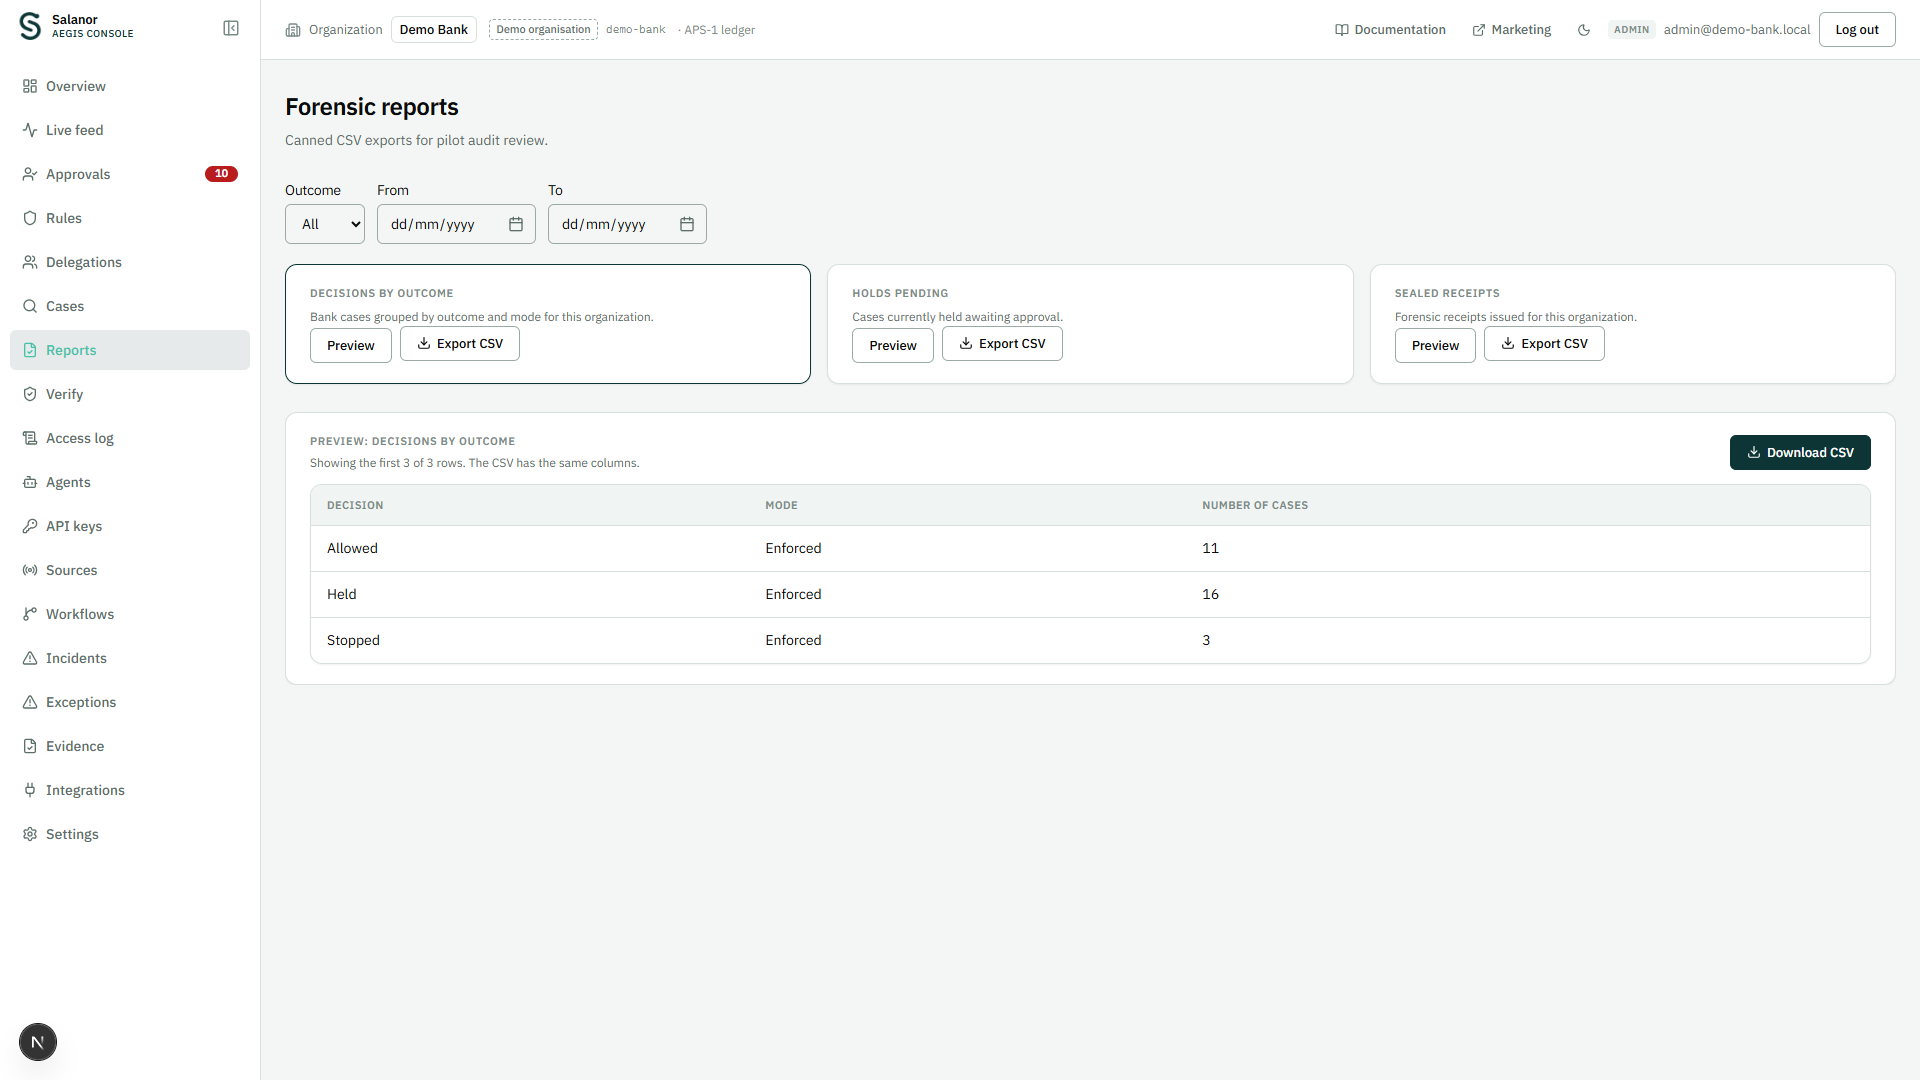 Salanor
AEGIS CONSOLE
Organization Demo Bank Demo organisation demo-bank · APS-1 ledger
Documentation Marketing ADMIN admin@demo-bank.local Log out
Overview
Live feed
Approvals 10
Rules
Delegations
Cases
Reports
Verify
Access log
Agents
API keys
Sources
Workflows
Incidents
Exceptions
Evidence
Integrations
Settings
N
Forensic reports
Canned CSV exports for pilot audit review.
Outcome From To
All dd/mm/yyyy dd/mm/yyyy
DECISIONS BY OUTCOME
Bank cases grouped by outcome and mode for this organization.
Preview Export CSV
HOLDS PENDING
Cases currently held awaiting approval.
Preview Export CSV
SEALED RECEIPTS
Forensic receipts issued for this organization.
Preview Export CSV
PREVIEW: DECISIONS BY OUTCOME
Showing the first 3 of 3 rows. The CSV has the same columns.
Download CSV
DECISION MODE NUMBER OF CASES
Allowed Enforced 11
Held Enforced 16
Stopped Enforced 3